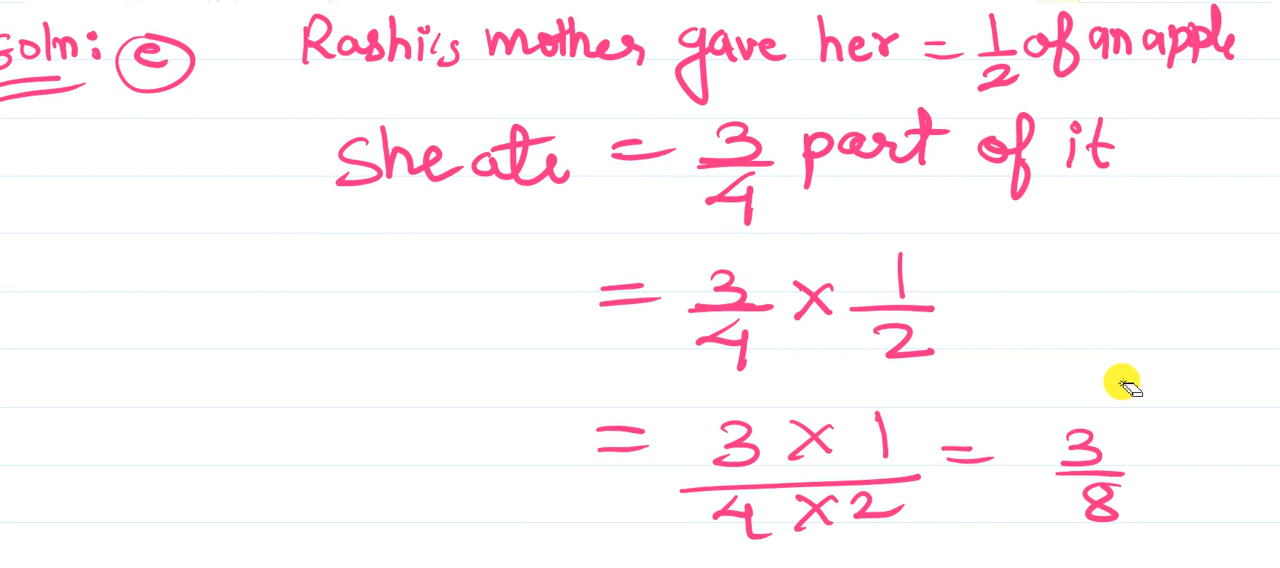 Soln: (e) Rashi's mother gave her = 1/2 of an apple
She ate = 3/4 part of it
= 3/4 × 1/2
= 3 × 1 / 4 × 2 = 3/8